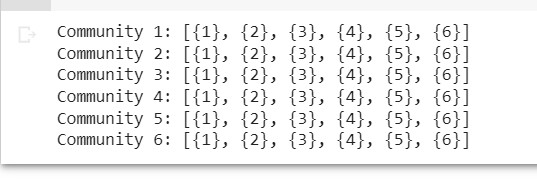 Community 1: [{1}, {2}, {3}, {4}, {5}, {6}]
Community 2: [{1}, {2}, {3}, {4}, {5}, {6}]
Community 3: [{1}, {2}, {3}, {4}, {5}, {6}]
Community 4: [{1}, {2}, {3}, {4}, {5}, {6}]
Community 5: [{1}, {2}, {3}, {4}, {5}, {6}]
Community 6: [{1}, {2}, {3}, {4}, {5}, {6}]